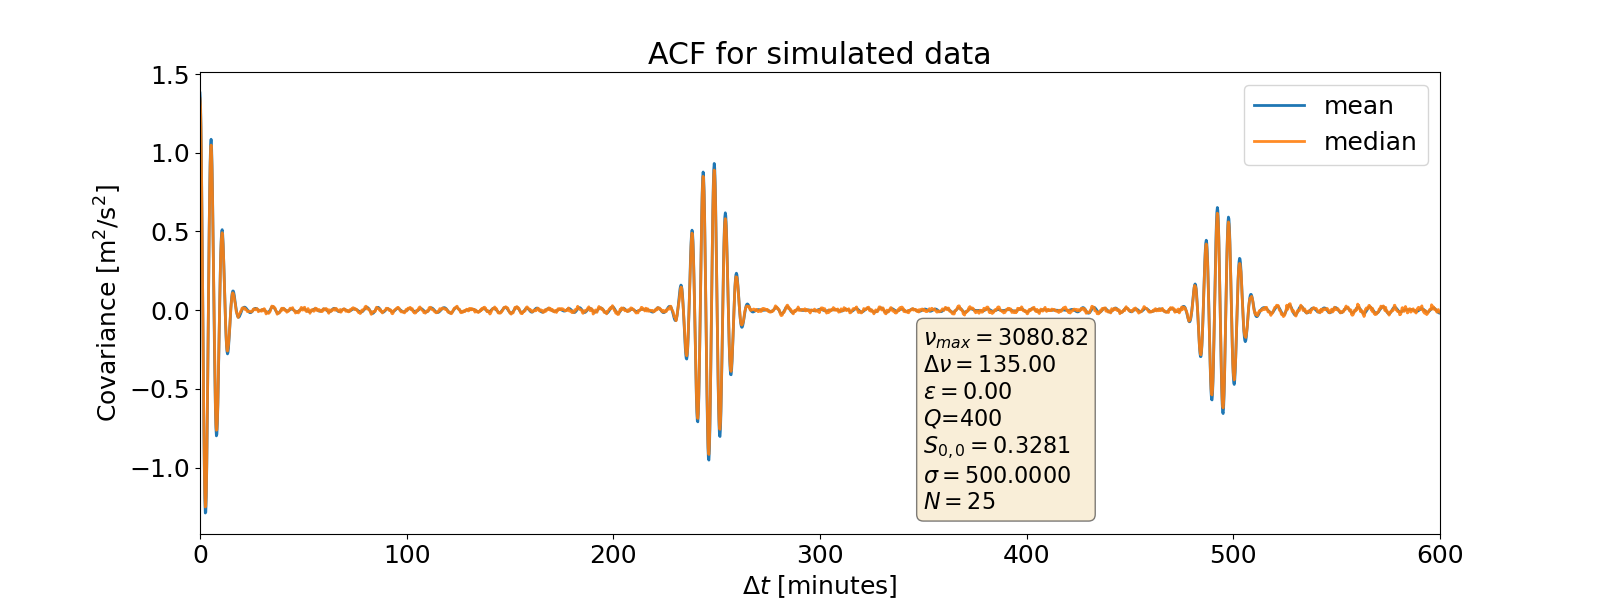 ACF for simulated data
mean
median
Covariance [m²/s²]
1.5
1.0
0.5
0.0
−0.5
−1.0
ν_max = 3080.82
Δν = 135.00
ε = 0.00
Q=400
S_0,0 = 0.3281
σ = 500.0000
N = 25
0 100 200 300 400 500 600
Δt [minutes]